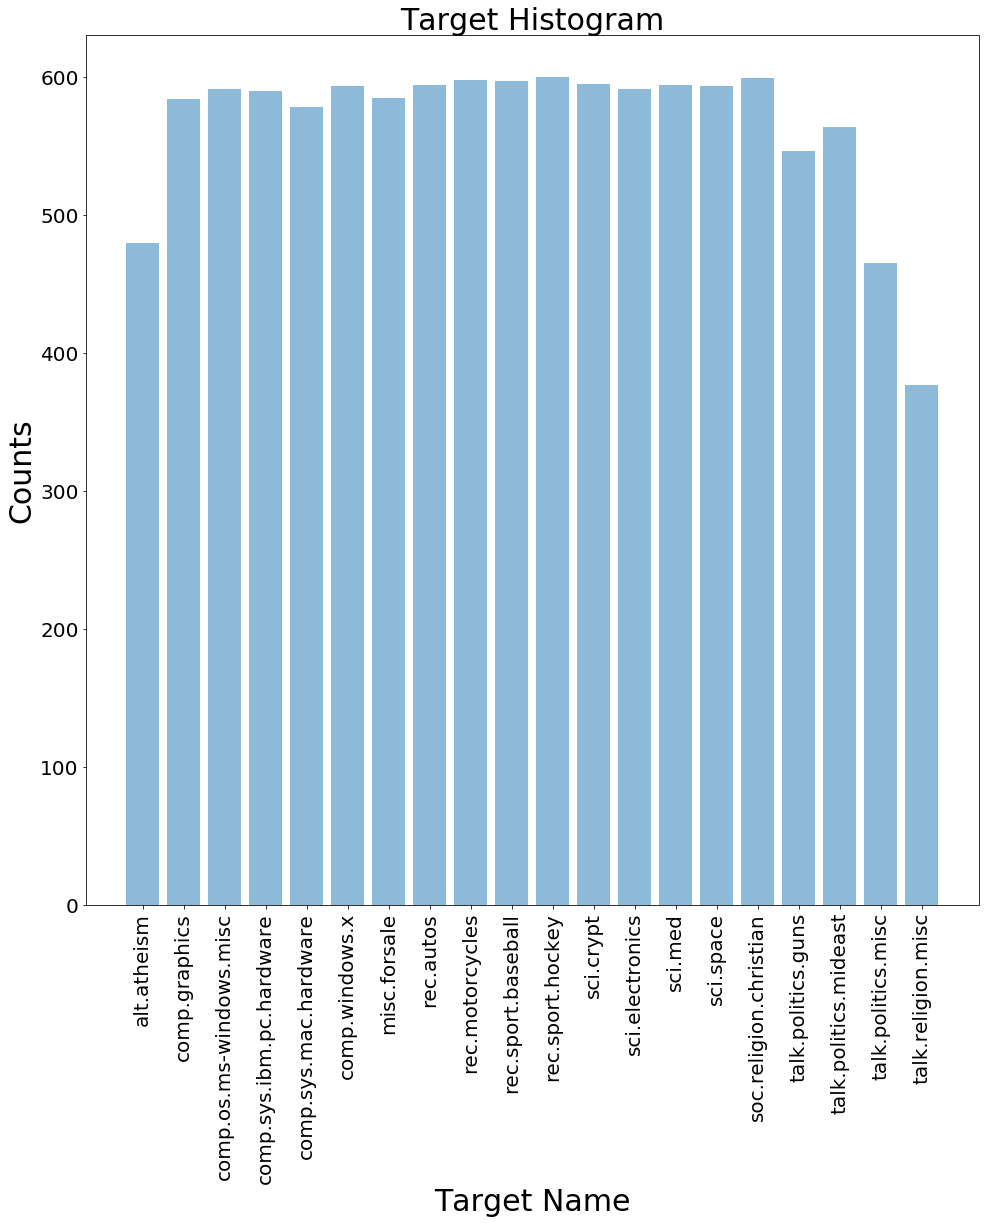 Target Histogram
Counts
600
500
400
300
200
100
0
alt.atheism
comp.graphics
comp.os.ms-windows.misc
comp.sys.ibm.pc.hardware
comp.sys.mac.hardware
comp.windows.x
misc.forsale
rec.autos
rec.motorcycles
rec.sport.baseball
rec.sport.hockey
sci.crypt
sci.electronics
sci.med
sci.space
soc.religion.christian
talk.politics.guns
talk.politics.mideast
talk.politics.misc
talk.religion.misc
Target Name